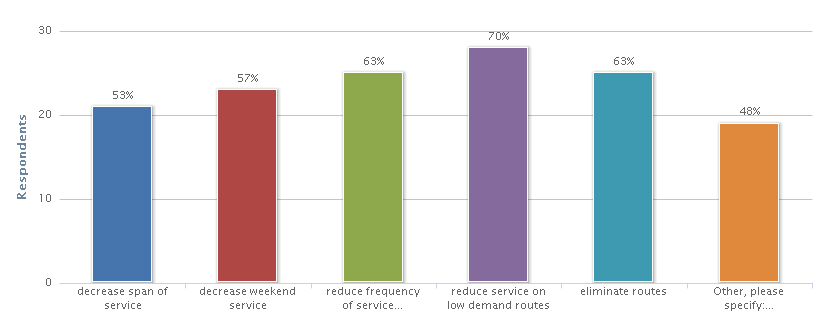 30
20
10
0
Respondents
53%
57%
63%
70%
63%
48%
decrease span of
service
decrease weekend
service
reduce frequency
of service...
reduce service on
low demand routes
eliminate routes
Other, please
specify:...